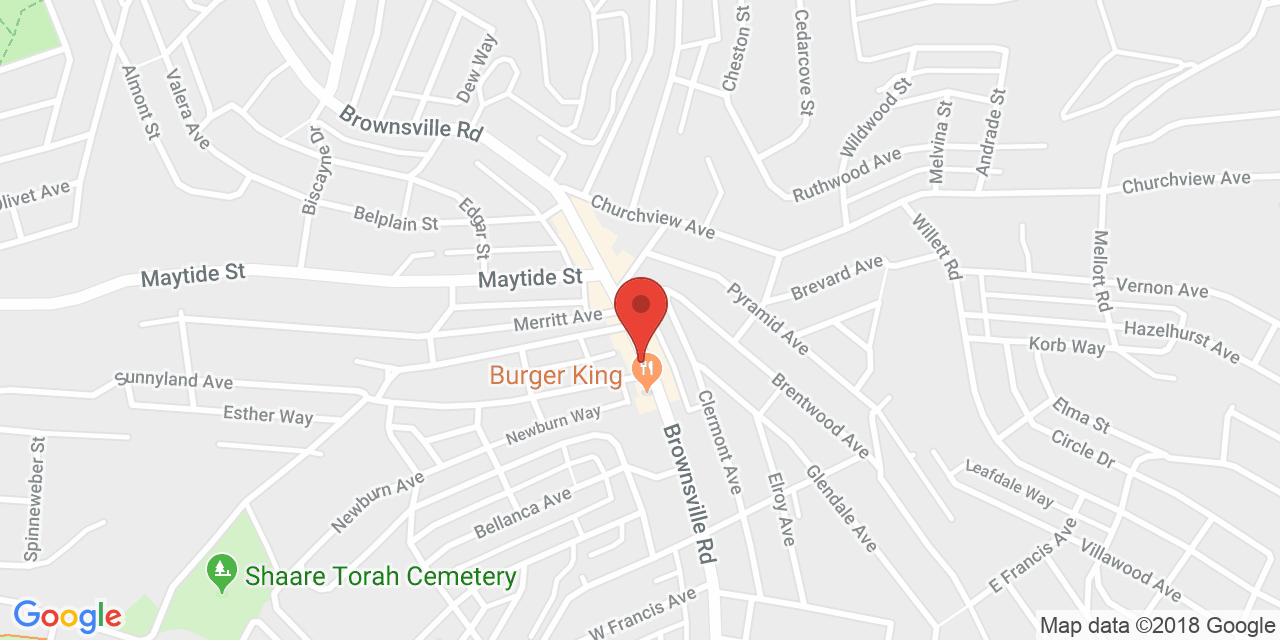 Cheston St
Cedarcove St
Dew Way
Almont St
Valera Ave
Brownsville Rd
Biscayne Dr
Wildwood St
Melvina St
Andrade St
Ruthwood Ave
Churchview Ave
Olivet Ave
Belplain St
Edgar St
Churchview Ave
Willett Rd
Mellott Rd
Maytide St
Maytide St
Brevard Ave
Pyramid Ave
Vernon Ave
Merritt Ave
Hazelhurst Ave
Korb Way
Burger King
Sunnyland Ave
Esther Way
Newburn Way
Clermont Ave
Brentwood Ave
Elma St
Circle Dr
Spinneweber St
Newburn Ave
Bellanca Ave
Brownsville Rd
Elroy Ave
Glendale Ave
Leafdale Way
E Francis Ave
Villawood Ave
Shaare Torah Cemetery
W Francis Ave
Google
Map data ©2018 Google